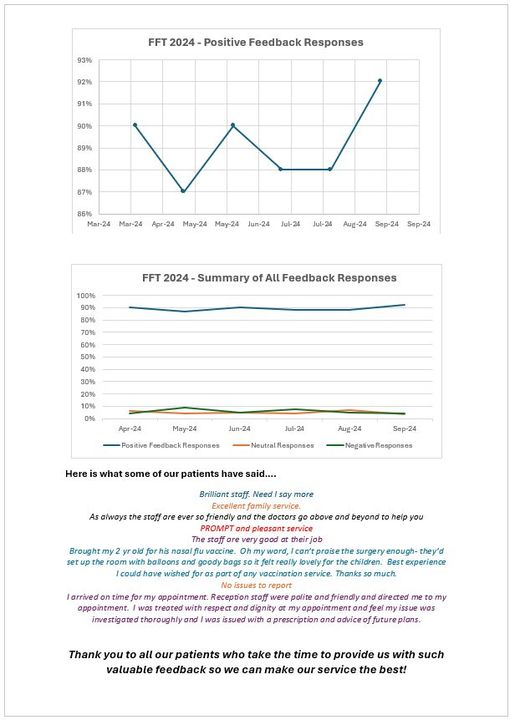 FFT 2024 - Positive Feedback Responses
93%
92%
91%
90%
89%
88%
87%
86%
Mar-24 Mar-24 Apr-24 May-24 May-24 Jun-24 Jul-24 Jul-24 Aug-24 Sep-24 Sep-24
FFT 2024 - Summary of All Feedback Responses
100%
90%
80%
70%
60%
50%
40%
30%
20%
10%
0%
Apr-24 May-24 Jun-24 Jul-24 Aug-24 Sep-24
Positive Feedback Responses Neutral Responses Negative Responses
Here is what some of our patients have said....
Brilliant staff. Need I say more
Excellent family service.
As always the staff are ever so friendly and the doctors go above and beyond to help you
PROMPT and pleasant service
The staff are very good at their job
Brought my 2 yr old for his nasal flu vaccine. Oh my word, I can't praise the surgery enough- they'd
set up the room with balloons and goody bags so it felt really lovely for the children. Best experience
I could have wished for as part of any vaccination service. Thanks so much.
No issues to report
I arrived on time for my appointment. Reception staff were polite and friendly and directed me to my
appointment. I was treated with respect and dignity at my appointment and feel my issue was
investigated thoroughly and I was issued with a prescription and advice of future plans.
Thank you to all our patients who take the time to provide us with such
valuable feedback so we can make our service the best!